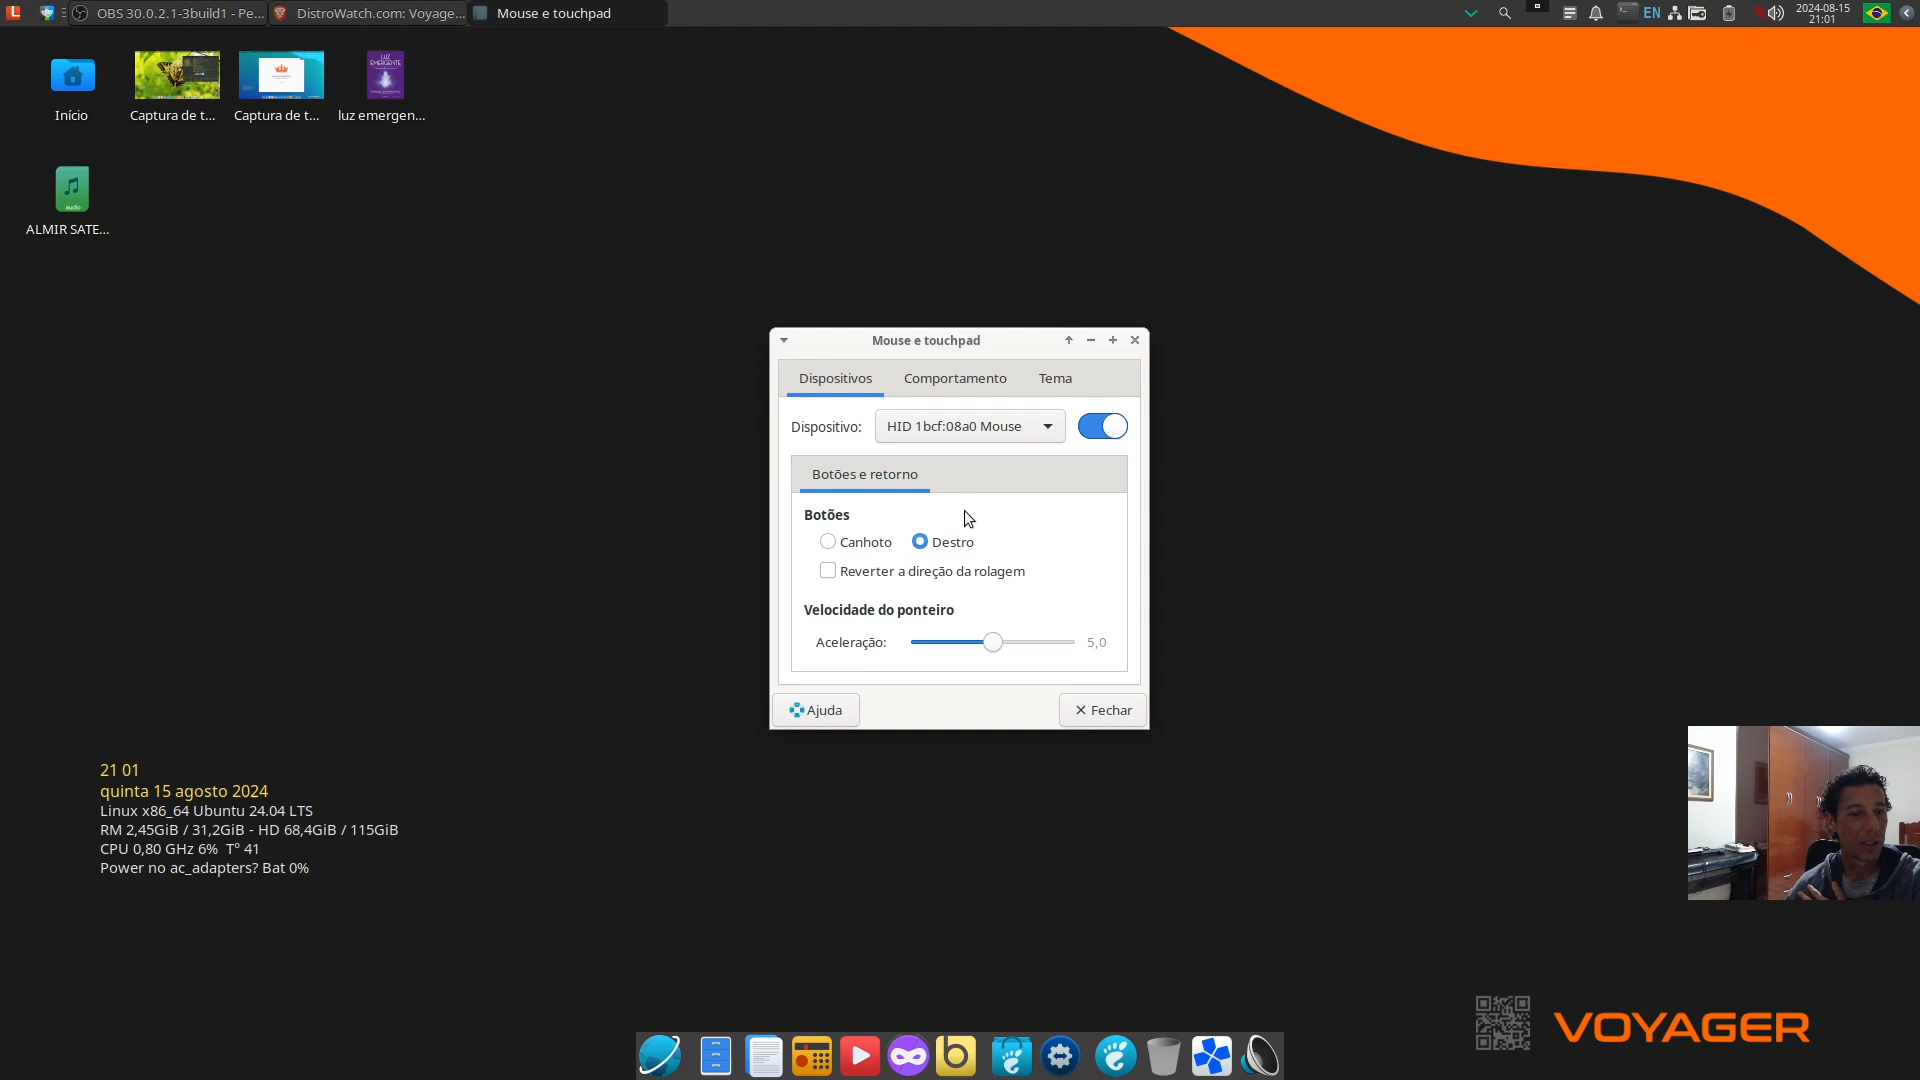 OBS 30.0.2.1-3build1 - Pe...
DistroWatch.com: Voyage...
Mouse e touchpad
EN
2024-08-15
21:01
Início
Captura de t...
Captura de t...
LUZ
EMERGENTE
luz emergen...
audio
ALMIR SATE...
Mouse e touchpad
Dispositivos
Comportamento
Tema
Dispositivo:
HID 1bcf:08a0 Mouse
Botões e retorno
Botões
Canhoto
Destro
Reverter a direção da rolagem
Velocidade do ponteiro
Aceleração:
5,0
Ajuda
Fechar
21 01
quinta 15 agosto 2024
Linux x86_64 Ubuntu 24.04 LTS
RM 2,45GiB / 31,2GiB - HD 68,4GiB / 115GiB
CPU 0,80 GHz 6% T° 41
Power no ac_adapters? Bat 0%
VOYAGER